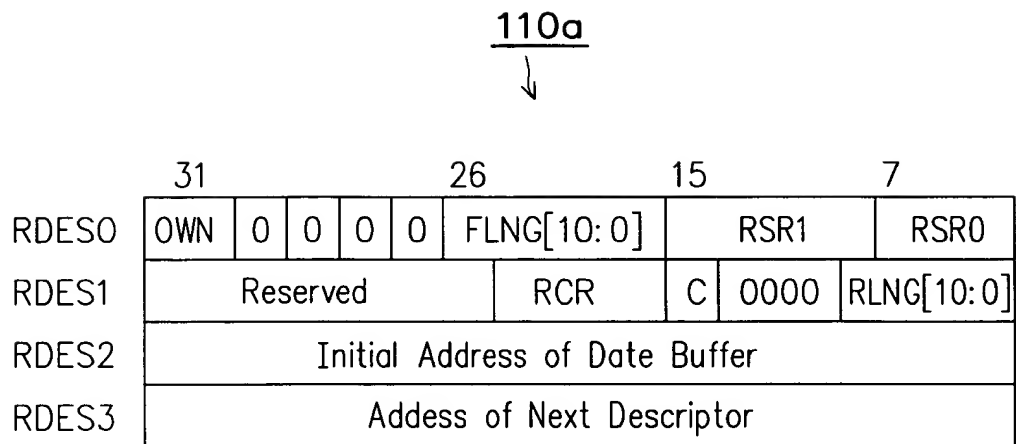 110a
31 26 15 7
RDES0 OWN 0 0 0 0 FLNG[10:0] RSR1 RSR0
RDES1 Reserved RCR C 0000 RLNG[10:0]
RDES2 Initial Address of Date Buffer
RDES3 Addess of Next Descriptor